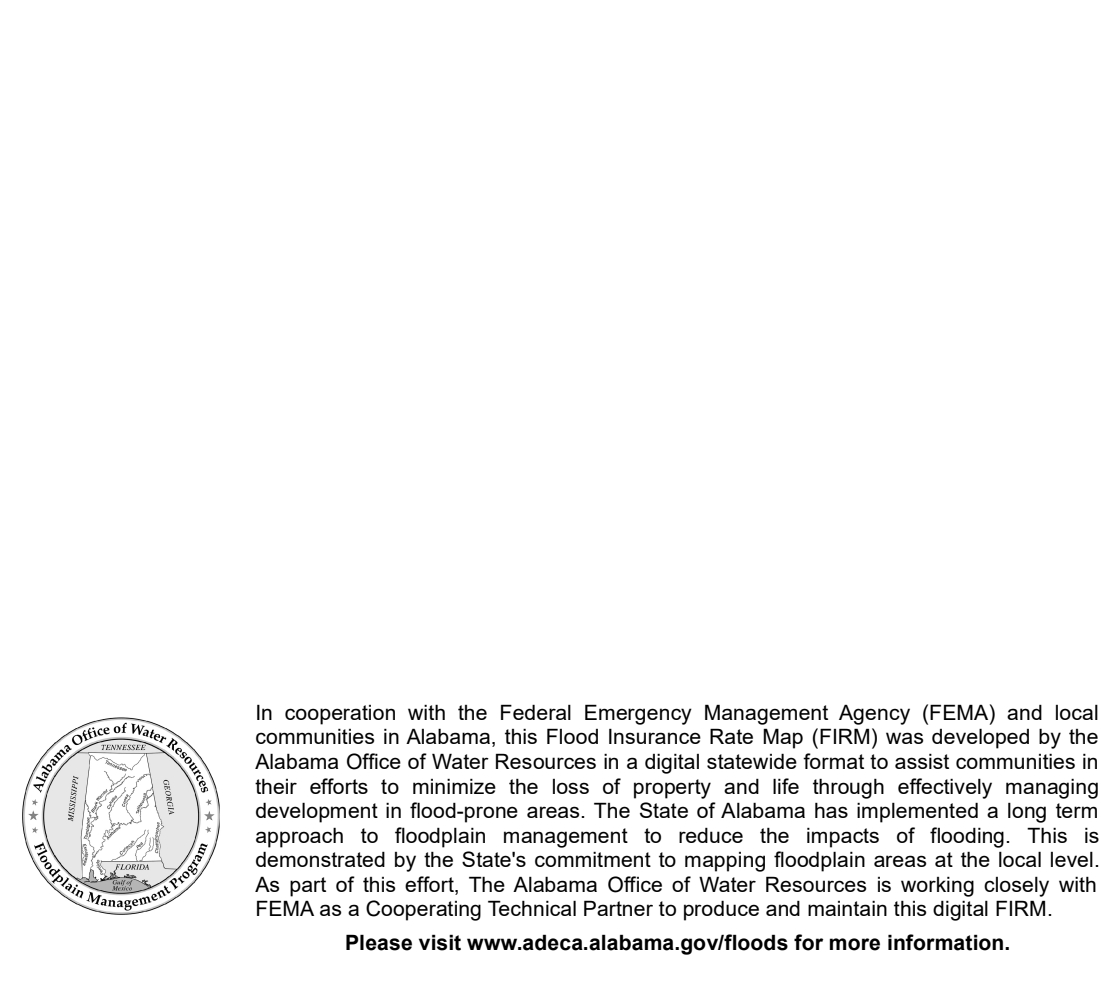 Alabama Office of Water Resources
TENNESSEE
MISSISSIPPI
GEORGIA
FLORIDA
Gulf of
Mexico
Floodplain Management Program
In cooperation with the Federal Emergency Management Agency (FEMA) and local
communities in Alabama, this Flood Insurance Rate Map (FIRM) was developed by the
Alabama Office of Water Resources in a digital statewide format to assist communities in
their efforts to minimize the loss of property and life through effectively managing
development in flood-prone areas. The State of Alabama has implemented a long term
approach to floodplain management to reduce the impacts of flooding. This is
demonstrated by the State's commitment to mapping floodplain areas at the local level.
As part of this effort, The Alabama Office of Water Resources is working closely with
FEMA as a Cooperating Technical Partner to produce and maintain this digital FIRM.
Please visit www.adeca.alabama.gov/floods for more information.